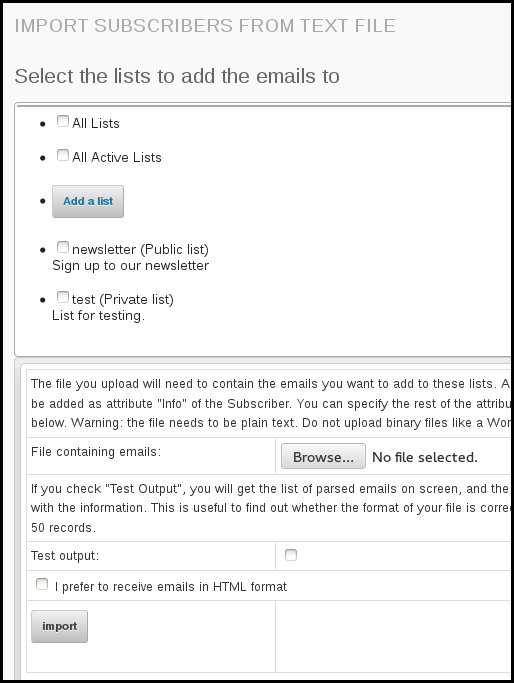 IMPORT SUBSCRIBERS FROM TEXT FILE
Select the lists to add the emails to
All Lists
All Active Lists
Add a list
newsletter (Public list)
Sign up to our newsletter
test (Private list)
List for testing.
The file you upload will need to contain the emails you want to add to these lists. A
be added as attribute "Info" of the Subscriber. You can specify the rest of the attribu
below. Warning: the file needs to be plain text. Do not upload binary files like a Wor
File containing emails:
Browse... No file selected.
If you check "Test Output", you will get the list of parsed emails on screen, and the
with the information. This is useful to find out whether the format of your file is corre
50 records.
Test output:
I prefer to receive emails in HTML format
import